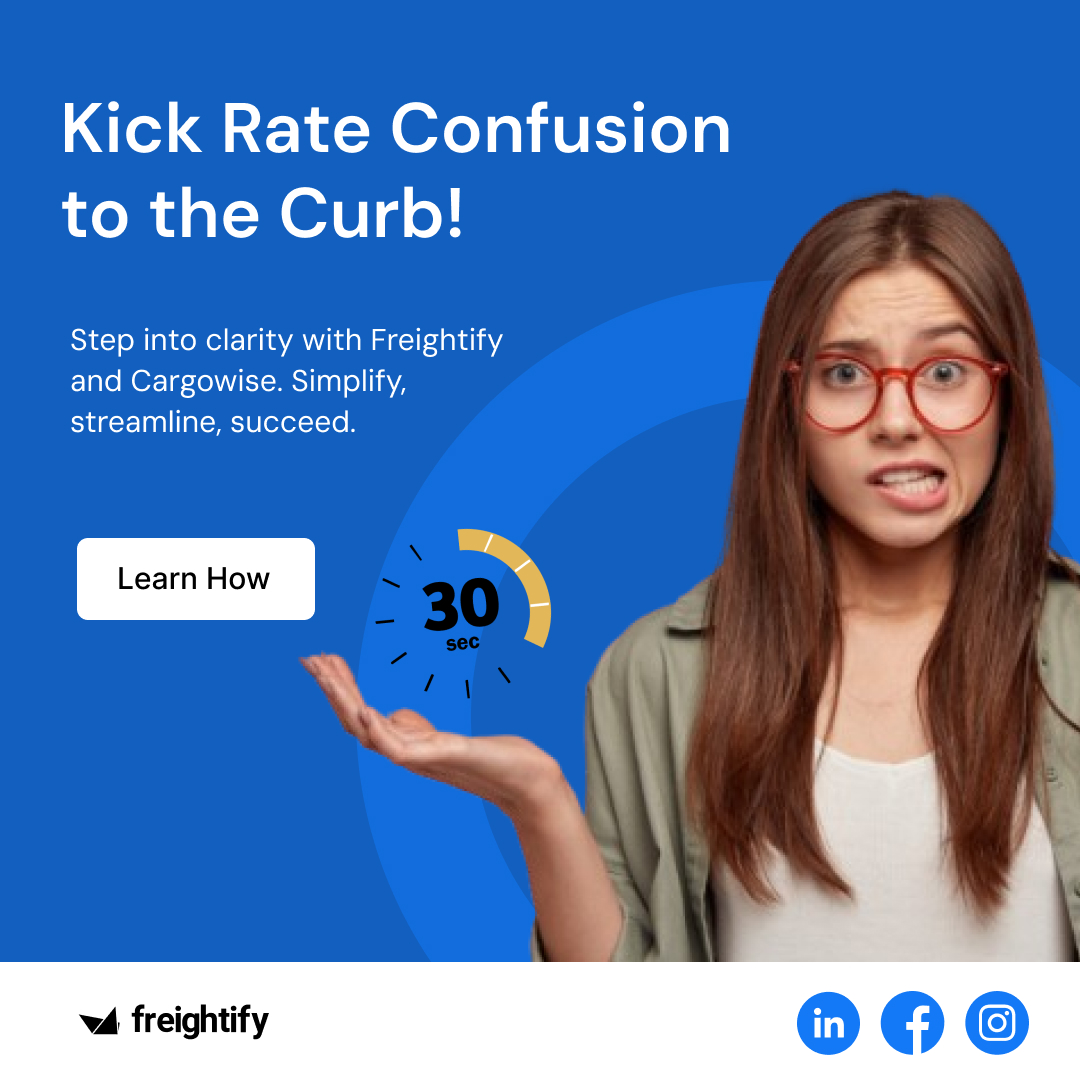 Kick Rate Confusion
to the Curb!
Step into clarity with Freightify
and Cargowise. Simplify,
streamline, succeed.
Learn How
30
sec
freightify
in